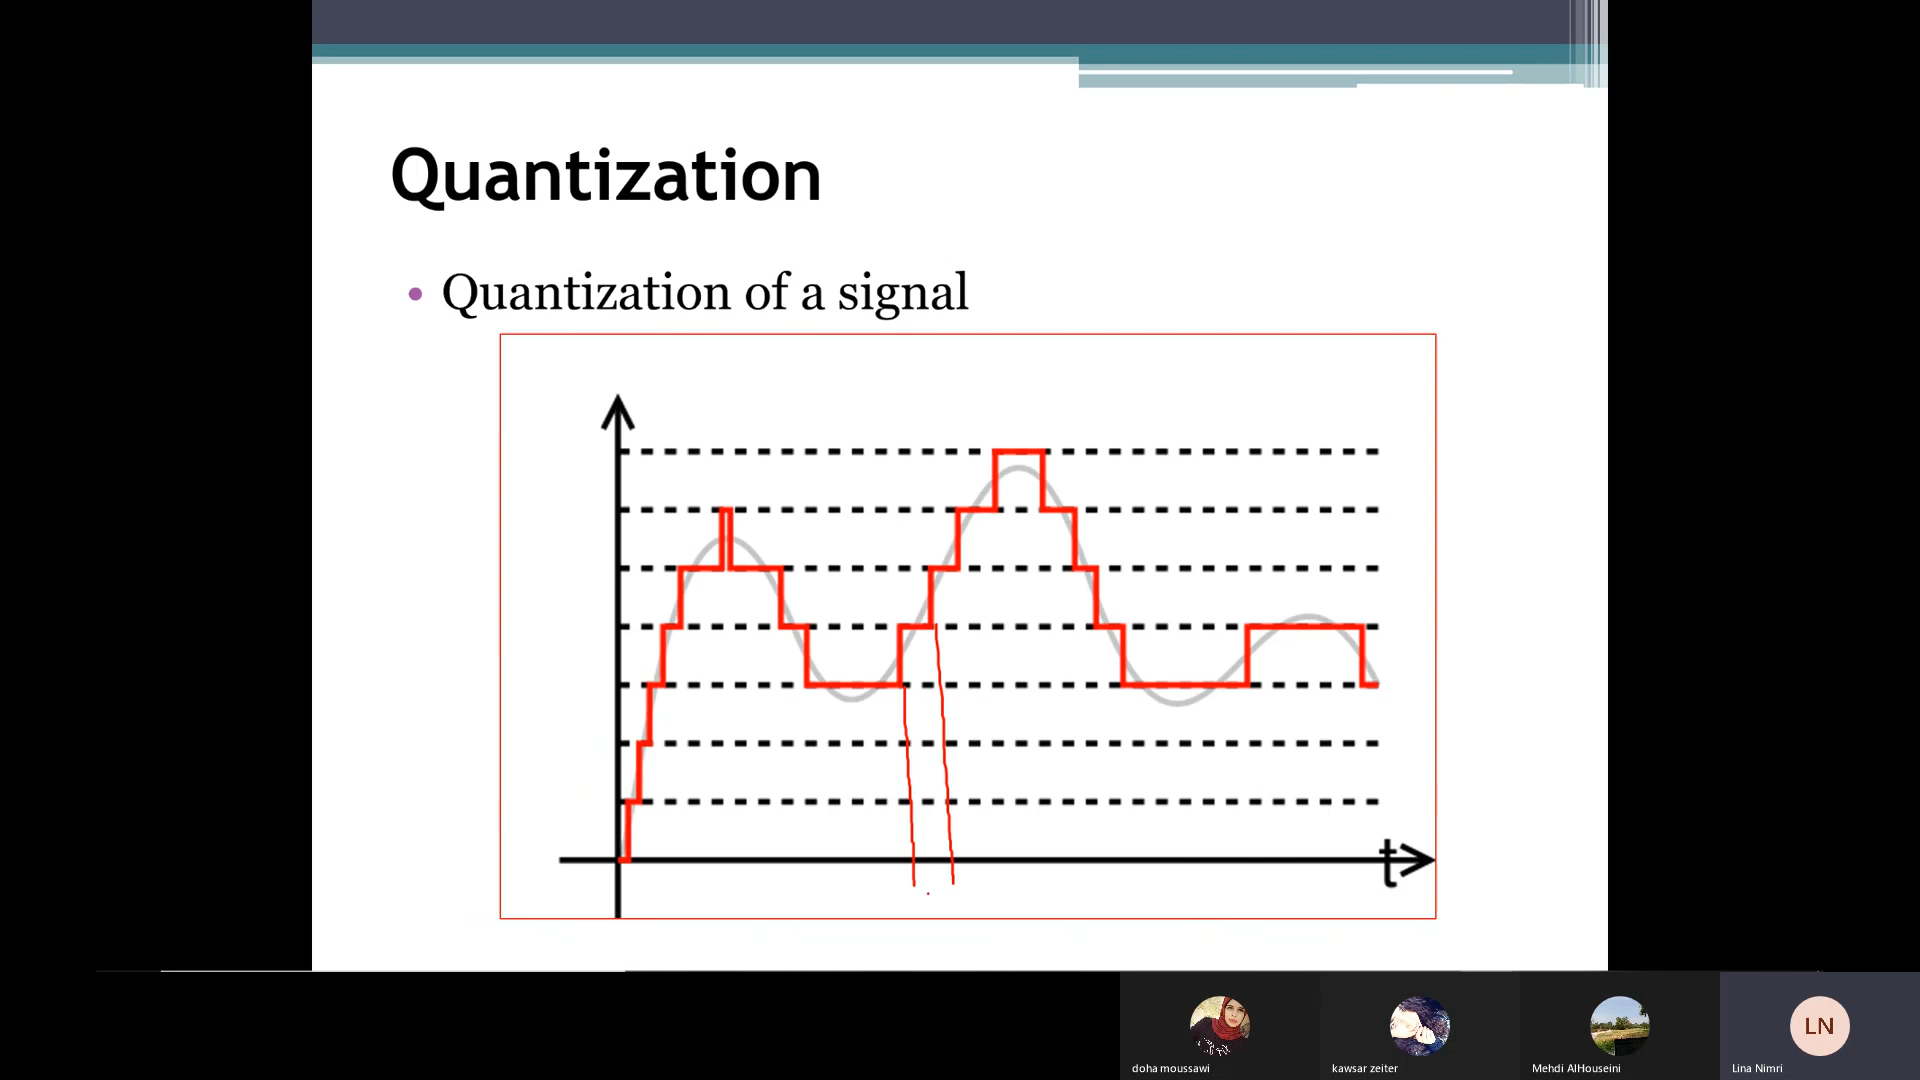 Quantization
• Quantization of a signal
t
doha moussawi
kawsar zeiter
Mehdi AlHouseini
LN
Lina Nimri